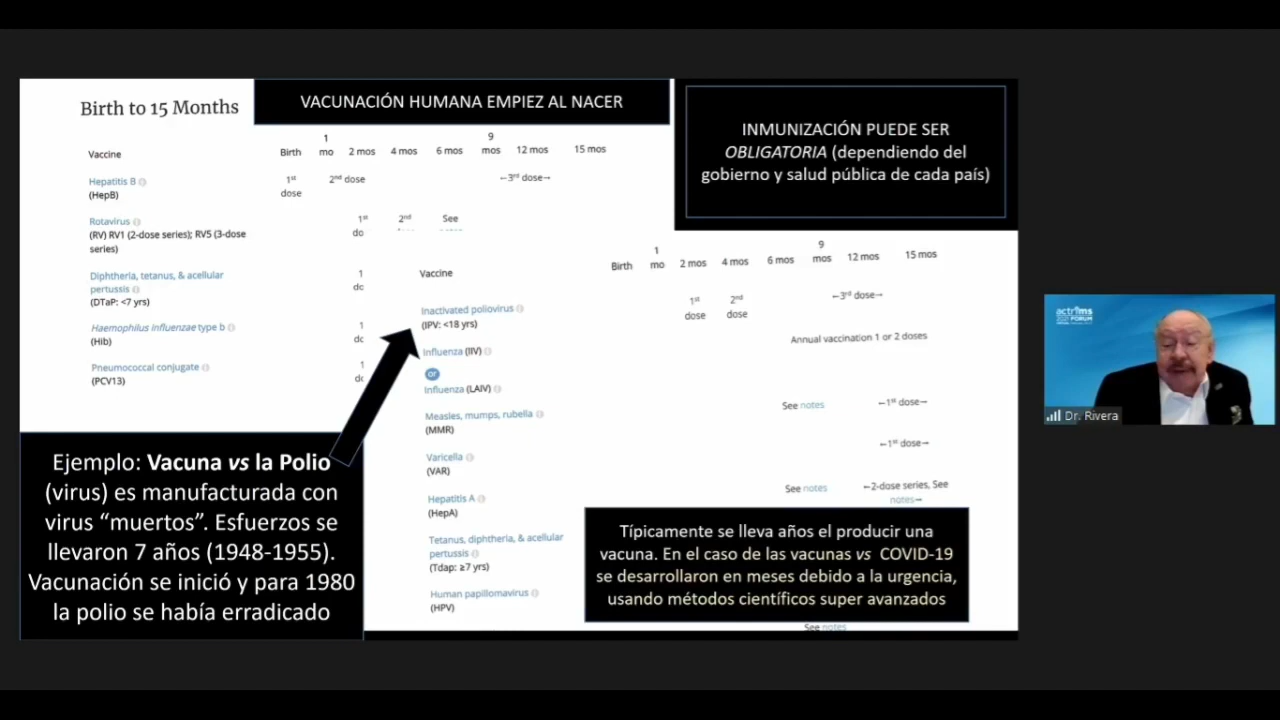 Birth to 15 Months
VACUNACIÓN HUMANA EMPIEZ AL NACER
INMUNIZACIÓN PUEDE SER
OBLIGATORIA (dependiendo del
gobierno y salud pública de cada país)
Vaccine Birth 1 mo 2 mos 4 mos 6 mos 9 mos 12 mos 15 mos
Hepatitis B 1st dose 2nd dose ←3rd dose→
(HepB)
Rotavirus 1st do 2nd See
(RV) RV1 (2-dose series); RV5 (3-dose
series)
Diphtheria, tetanus, & acellular 1
pertussis dc
(DTaP: <7 yrs)
Haemophilus influenzae type b 1
(Hib) dc
Pneumococcal conjugate 1
(PCV13) dc
Vaccine Birth 1 mo 2 mos 4 mos 6 mos 9 mos 12 mos 15 mos
Inactivated poliovirus 1st dose 2nd dose ←3rd dose→
(IPV: <18 yrs)
Influenza (IIV) Annual vaccination 1 or 2 doses
or
Influenza (LAIV)
Measles, mumps, rubella See notes ←1st dose→
(MMR)
Varicella ←1st dose→
(VAR)
Hepatitis A See notes ←2-dose series, See
(HepA) notes→
Tetanus, diphtheria, & acellular
pertussis
(Tdap: ≥7 yrs)
Human papillomavirus
(HPV)
See notes
Ejemplo: Vacuna vs la Polio
(virus) es manufacturada con
virus “muertos”. Esfuerzos se
llevaron 7 años (1948-1955).
Vacunación se inició y para 1980
la polio se había erradicado
Típicamente se lleva años el producir una
vacuna. En el caso de las vacunas vs COVID-19
se desarrollaron en meses debido a la urgencia,
usando métodos científicos super avanzados
actrims
FORUM
Dr. Rivera